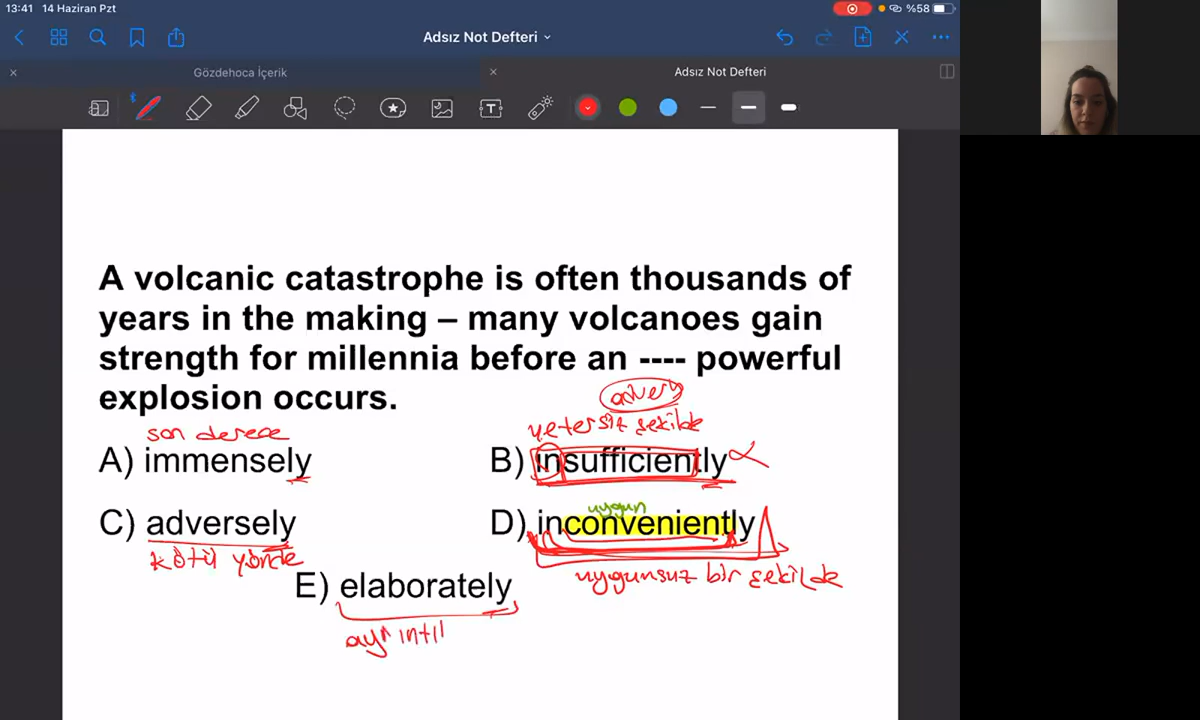 13:41 14 Haziran Pzt %58
Adsız Not Defteri
Gözdehoca İçerik Adsız Not Defteri
A volcanic catastrophe is often thousands of
years in the making – many volcanoes gain
strength for millennia before an ---- powerful
explosion occurs.
adverb
son derece yetersiz şekilde
A) immensely B) insufficiently
uygun
C) adversely D) inconveniently
kötü yönde uygunsuz bir şekilde
E) elaborately
ayrıntılı